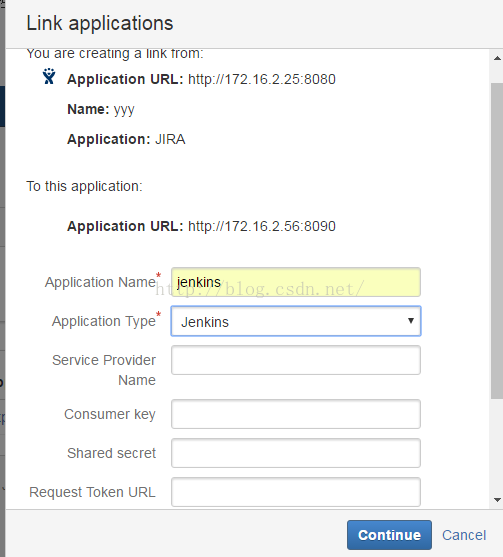 Link applications
You are creating a link from:
Application URL: http://172.16.2.25:8080
Name: yyy
Application: JIRA
To this application:
Application URL: http://172.16.2.56:8090
Application Name* jenkins
http://blog.csdn.net/
Application Type* Jenkins
Service Provider
Name
Consumer key
Shared secret
Request Token URL
Continue Cancel